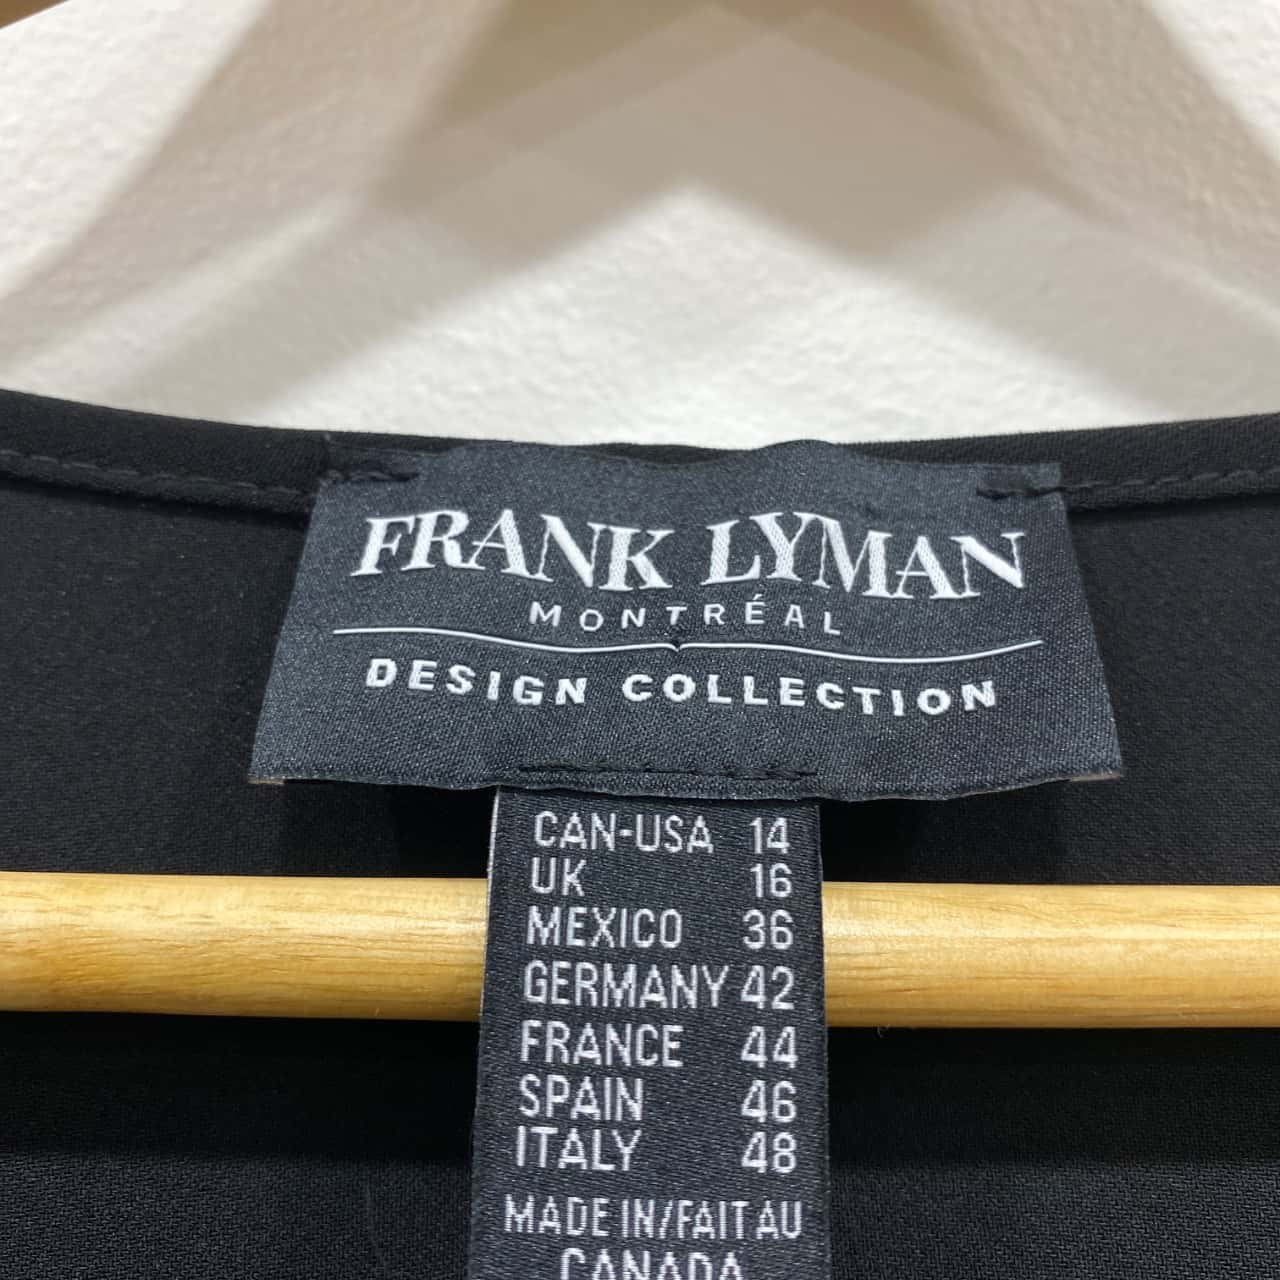 FRANK LYMAN
MONTRÉAL
DESIGN COLLECTION
CAN-USA 14
UK 16
MEXICO 36
GERMANY 42
FRANCE 44
SPAIN 46
ITALY 48
MADE IN/FAIT AU
CANADA